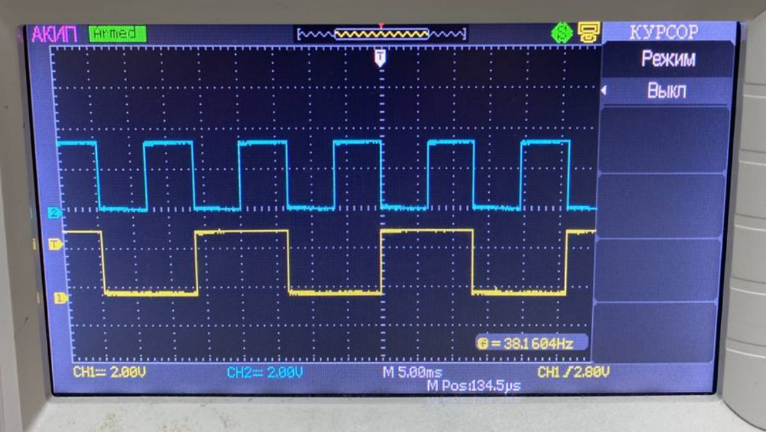 АКИП Armed
T
КУРСОР
Режим
Выкл
2
T
1
F = 38.1604Hz
CH1 2.00V CH2 2.00V M 5.00ms CH1 2.80V
M Pos:134.5µs